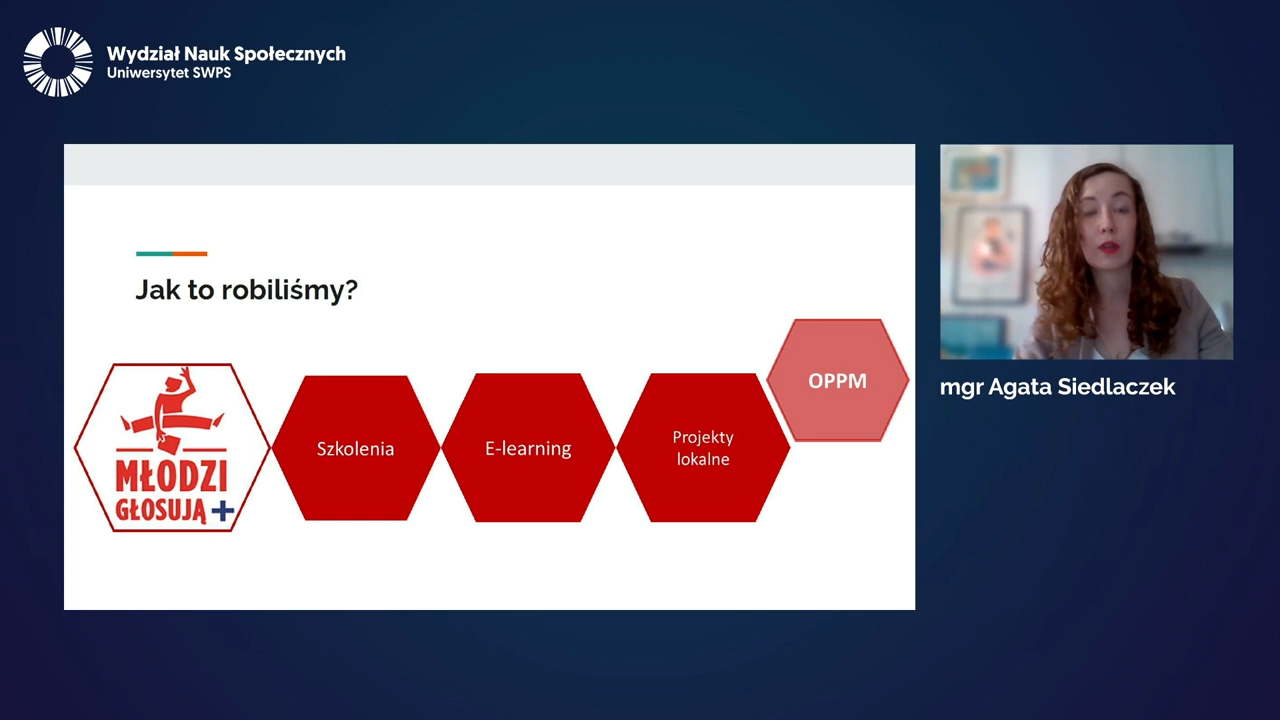 Wydział Nauk Społecznych
Uniwersytet SWPS
Jak to robiliśmy?
MŁODZI
GŁOSUJĄ +
Szkolenia
E-learning
Projekty
lokalne
OPPM
mgr Agata Siedlaczek